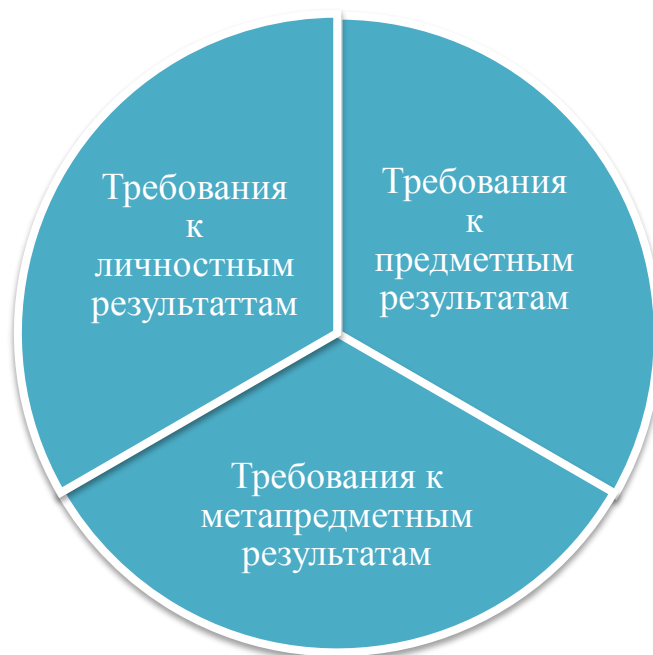 Требования
к
личностным
результаттам
Требования
к
предметным
результатам
Требования к
метапредметным
результатам